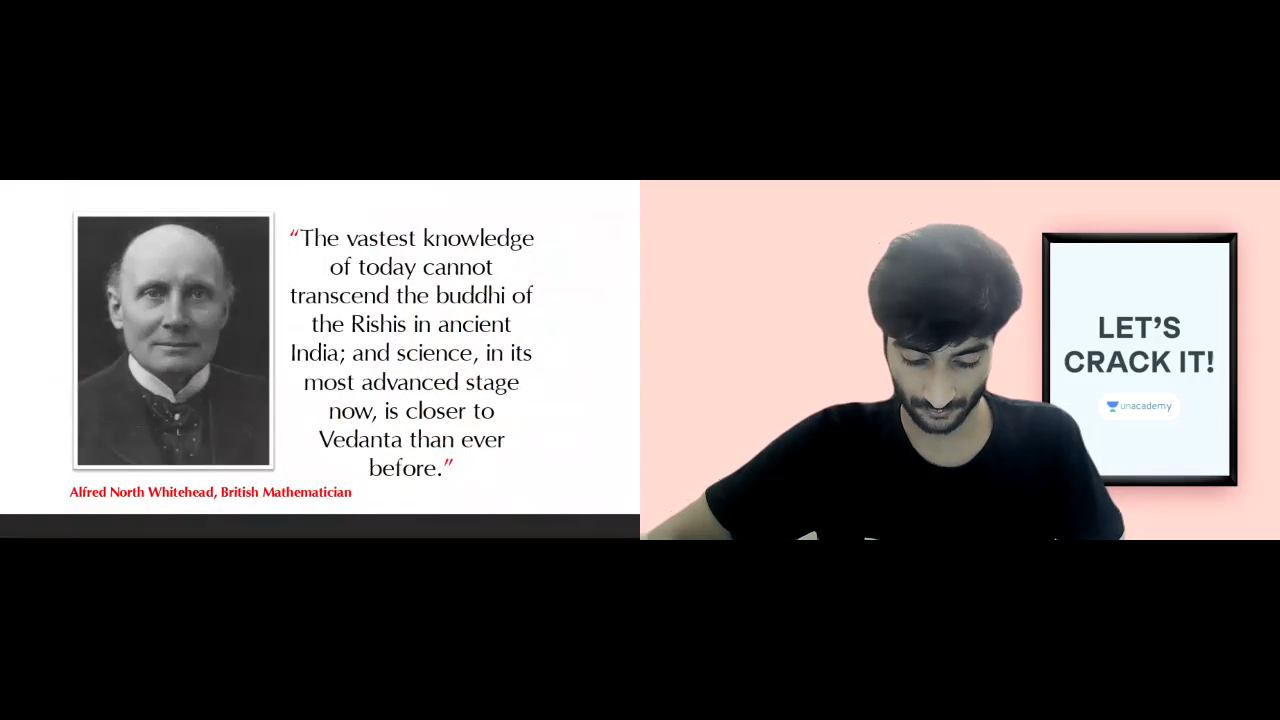 “The vastest knowledge
of today cannot
transcend the buddhi of
the Rishis in ancient
India; and science, in its
most advanced stage
now, is closer to
Vedanta than ever
before.”
Alfred North Whitehead, British Mathematician
LET’S
CRACK IT!
unacademy